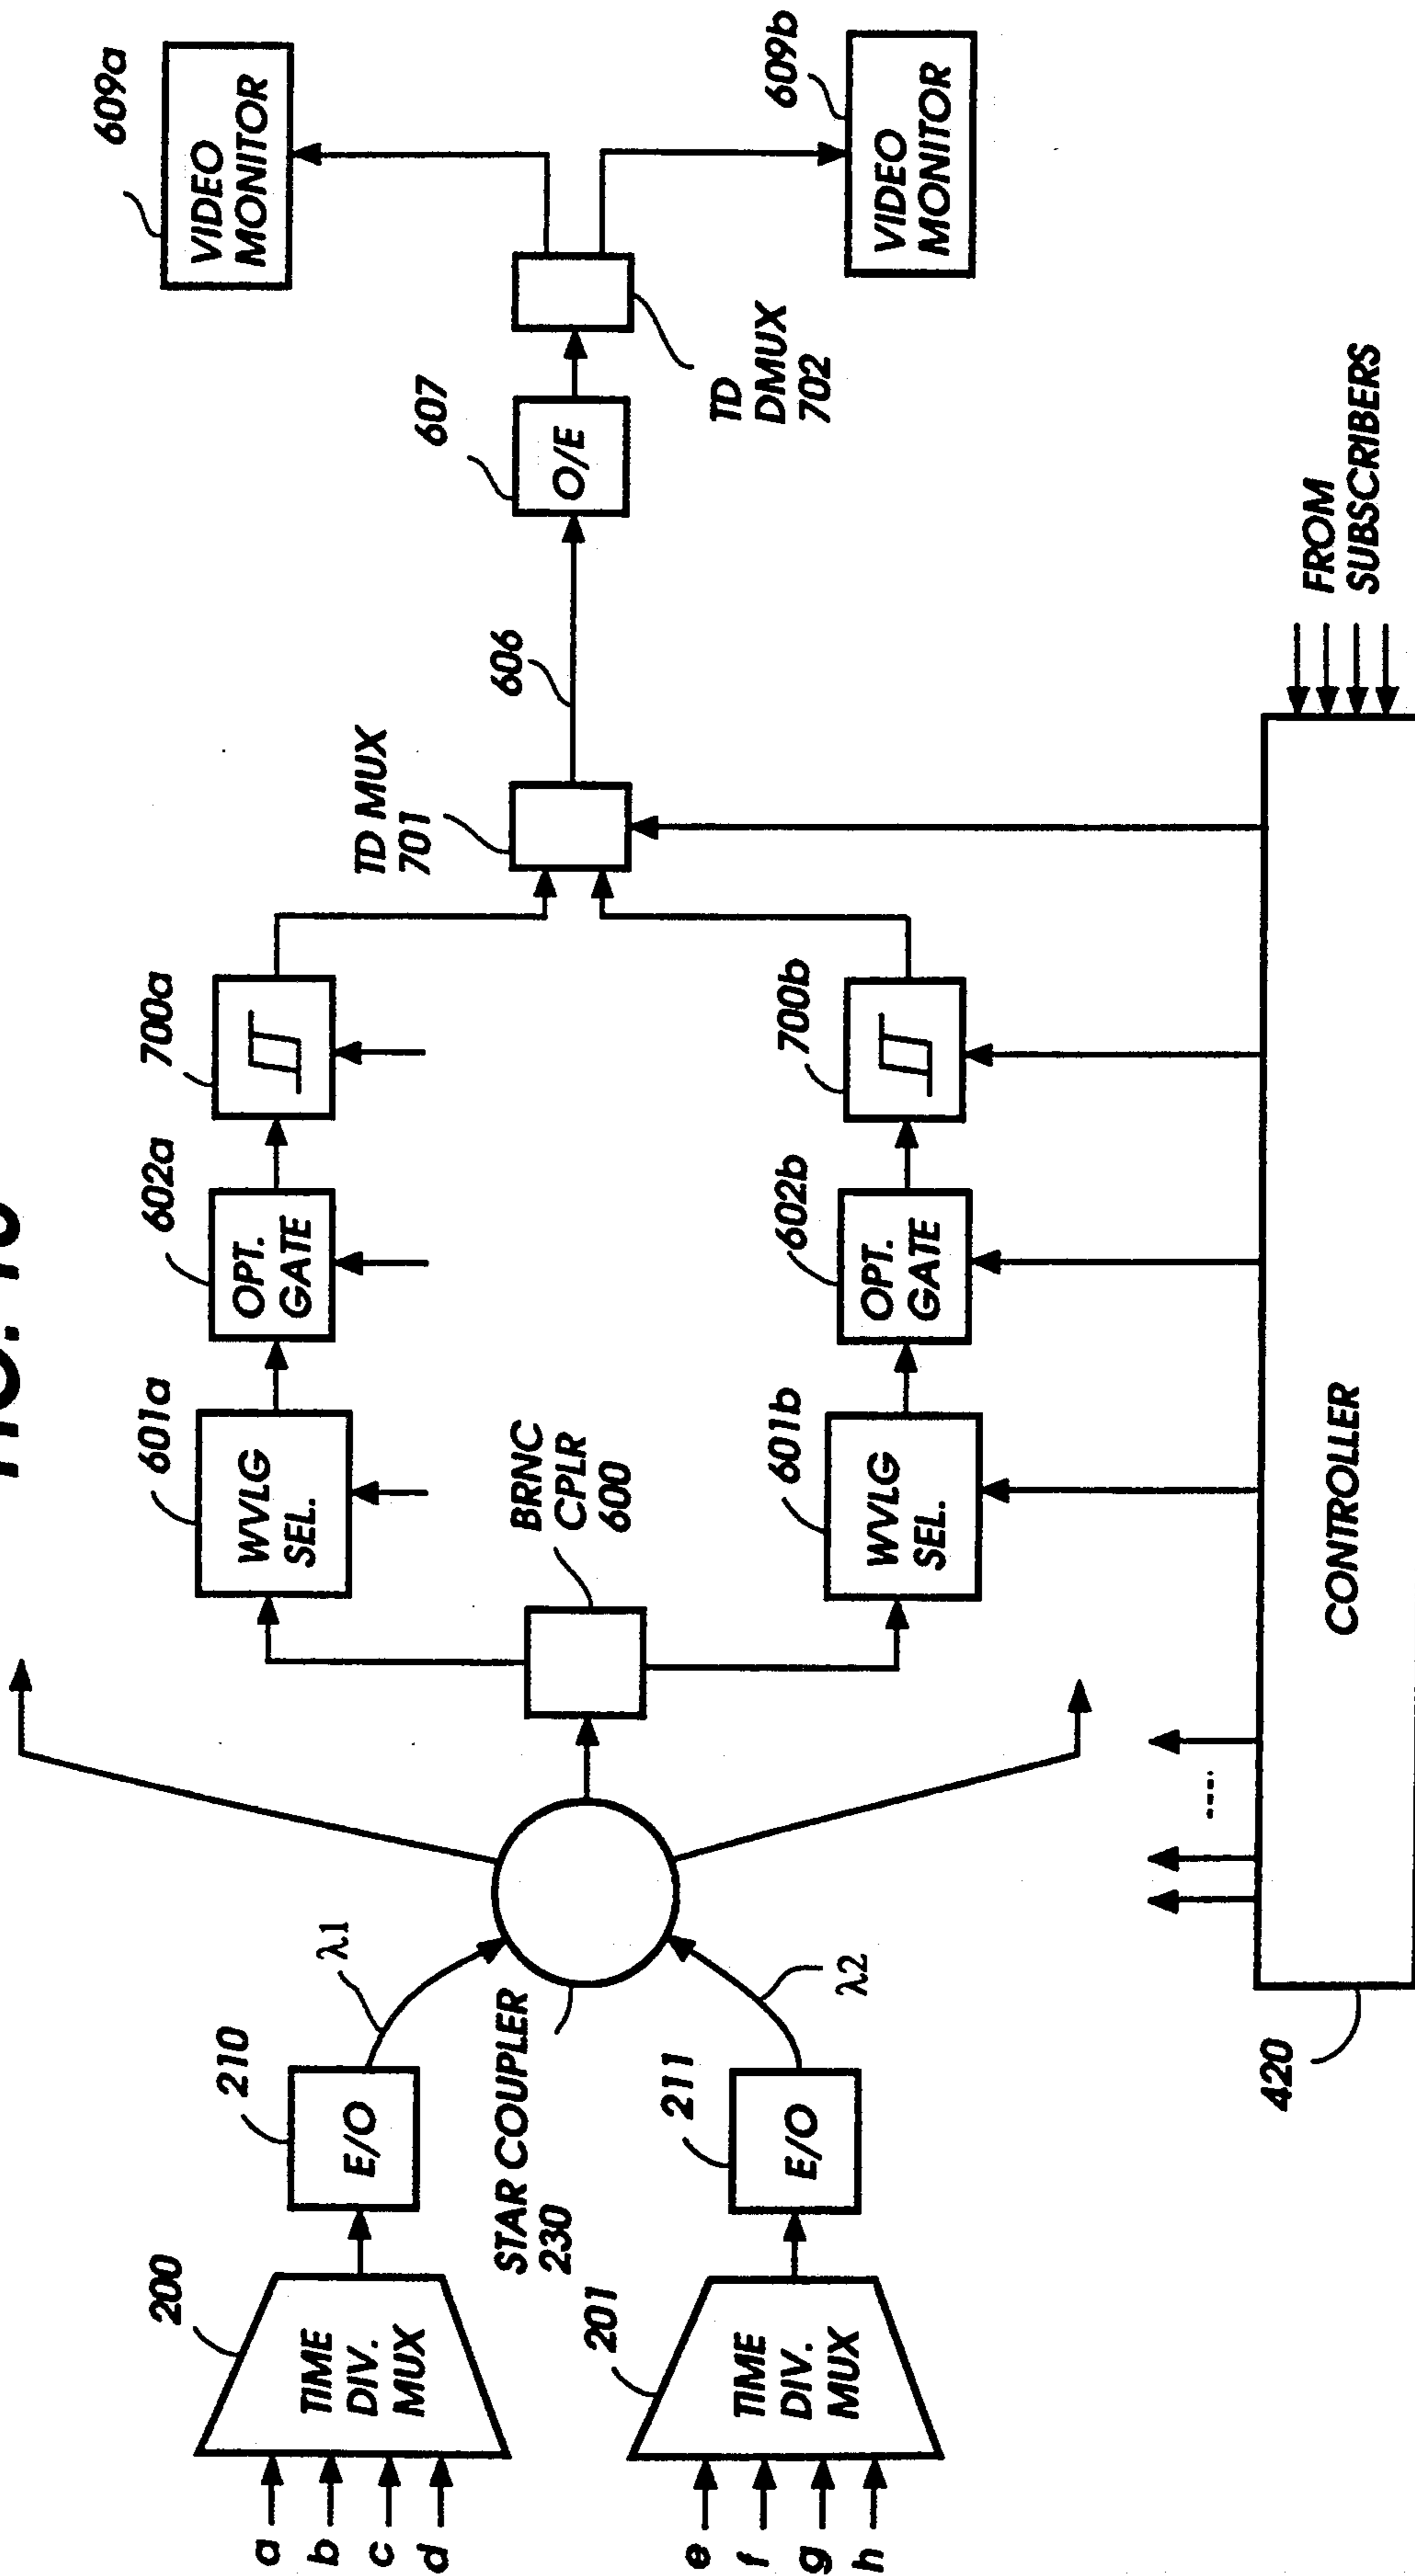 a
b
c
d
TIME
DIV.
MUX
200
E/O
210
λ1
e
f
g
h
TIME
DIV.
MUX
201
E/O
211
λ2
STAR COUPLER
230
BRNC
CPLR
600
WVLG
SEL.
601a
OPT.
GATE
602a
700a
WVLG
SEL.
601b
OPT.
GATE
602b
700b
TD MUX
701
606
O/E
607
TD
DMUX
702
VIDEO
MONITOR
609a
VIDEO
MONITOR
609b
CONTROLLER
420
FROM
SUBSCRIBERS